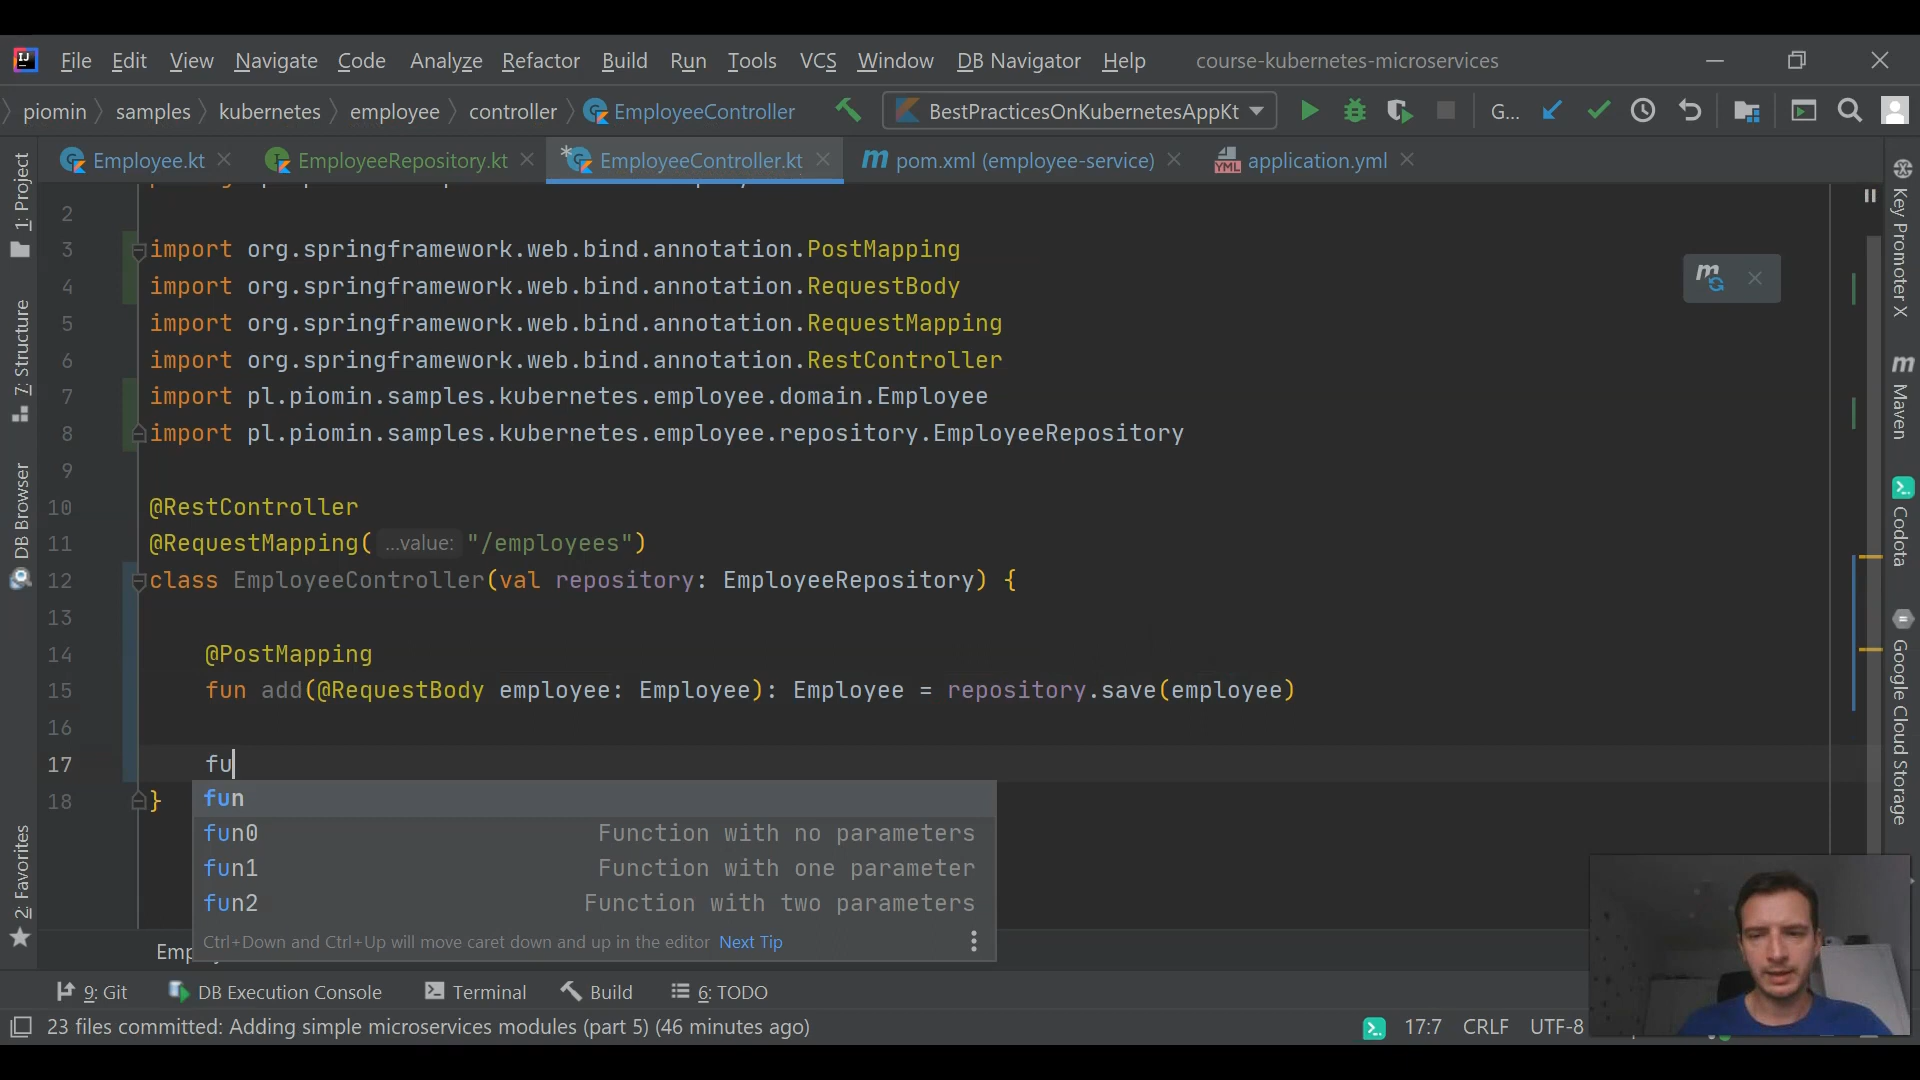 IJ File Edit View Navigate Code Analyze Refactor Build Run Tools VCS Window DB Navigator Help course-kubernetes-microservices
piomin samples kubernetes employee controller EmployeeController BestPracticesOnKubernetesAppKt G...
Employee.kt EmployeeRepository.kt *EmployeeController.kt m pom.xml (employee-service) YML application.yml
1: Project
7: Structure
DB Browser
2: Favorites
2
3 import org.springframework.web.bind.annotation.PostMapping
4 import org.springframework.web.bind.annotation.RequestBody
5 import org.springframework.web.bind.annotation.RequestMapping
6 import org.springframework.web.bind.annotation.RestController
7 import pl.piomin.samples.kubernetes.employee.domain.Employee
8 import pl.piomin.samples.kubernetes.employee.repository.EmployeeRepository
9
10 @RestController
11 @RequestMapping( ...value: "/employees")
12 class EmployeeController(val repository: EmployeeRepository) {
13
14 @PostMapping
15 fun add(@RequestBody employee: Employee): Employee = repository.save(employee)
16
17 fu
18 }
fun
fun0 Function with no parameters
fun1 Function with one parameter
fun2 Function with two parameters
Ctrl+Down and Ctrl+Up will move caret down and up in the editor Next Tip
m
Key Promoter X
m Maven
Codota
Google Cloud Storage
9: Git DB Execution Console Terminal Build 6: TODO
23 files committed: Adding simple microservices modules (part 5) (46 minutes ago) 17:7 CRLF UTF-8